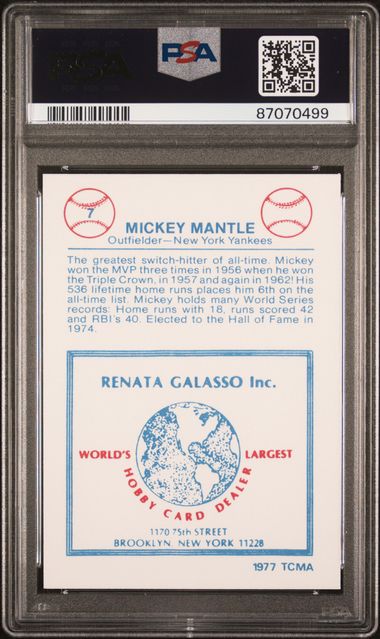 PSA
PSA
87070499
7
MICKEY MANTLE
Outfielder—New York Yankees
The greatest switch-hitter of all-time. Mickey
won the MVP three times in 1956 when he won
the Triple Crown, in 1957 and again in 1962! His
536 lifetime home runs places him 6th on the
all-time list. Mickey holds many World Series
records: Home runs with 18, runs scored 42
and RBI's 40. Elected to the Hall of Fame in
1974.
RENATA GALASSO Inc.
WORLD'S LARGEST
HOBBY CARD DEALER
1170 75th STREET
BROOKLYN, NEW YORK 11228
1977 TCMA